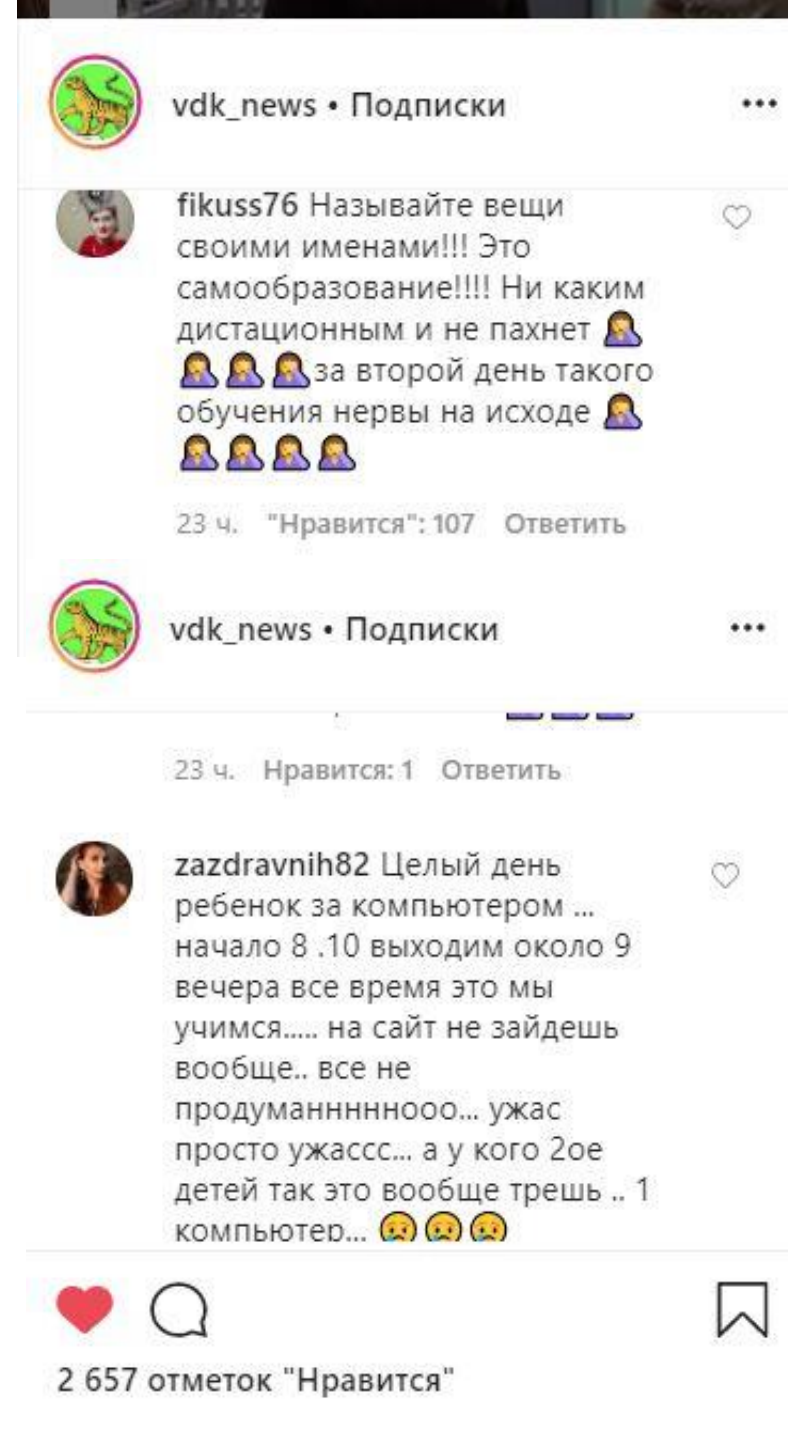 vdk_news • Подписки
fikuss76 Называйте вещи
своими именами!!! Это
самообразование!!!! Ни каким
дистационным и не пахнет 🤦‍♀️
🤦‍♀️🤦‍♀️🤦‍♀️за второй день такого
обучения нервы на исходе 🤦‍♀️
🤦‍♀️🤦‍♀️🤦‍♀️🤦‍♀️
23 ч. "Нравится": 107 Ответить
vdk_news • Подписки
23 ч. Нравится: 1 Ответить
zazdravnih82 Целый день
ребенок за компьютером ...
начало 8 .10 выходим около 9
вечера все время это мы
учимся..... на сайт не зайдешь
вообще.. все не
продуманнннннооо... ужас
просто ужассс... а у кого 2ое
детей так это вообще трешь .. 1
компьютер... 😢😢😢
2 657 отметок "Нравится"